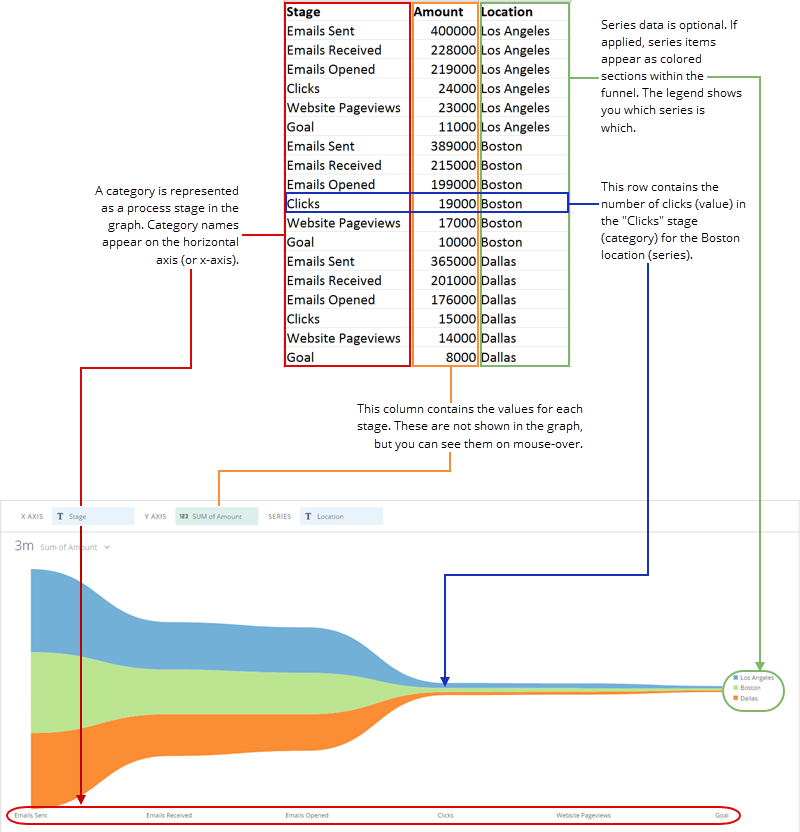 Stage Amount Location
Emails Sent 400000 Los Angeles
Emails Received 228000 Los Angeles
Emails Opened 219000 Los Angeles
Clicks 24000 Los Angeles
Website Pageviews 23000 Los Angeles
Goal 11000 Los Angeles
Emails Sent 389000 Boston
Emails Received 215000 Boston
Emails Opened 199000 Boston
Clicks 19000 Boston
Website Pageviews 17000 Boston
Goal 10000 Boston
Emails Sent 365000 Dallas
Emails Received 201000 Dallas
Emails Opened 176000 Dallas
Clicks 15000 Dallas
Website Pageviews 14000 Dallas
Goal 8000 Dallas
Series data is optional. If
applied, series items
appear as colored
sections within the
funnel. The legend shows
you which series is
which.
A category is represented
as a process stage in the
graph. Category names
appear on the horizontal
axis (or x-axis).
This row contains the
number of clicks (value) in
the "Clicks" stage
(category) for the Boston
location (series).
This column contains the values for each
stage. These are not shown in the graph,
but you can see them on mouse-over.
X AXIS T Stage Y AXIS 123 SUM of Amount SERIES T Location
3m Sum of Amount
Los Angeles
Boston
Dallas
Emails Sent Emails Received Emails Opened Clicks Website Pageviews Goal